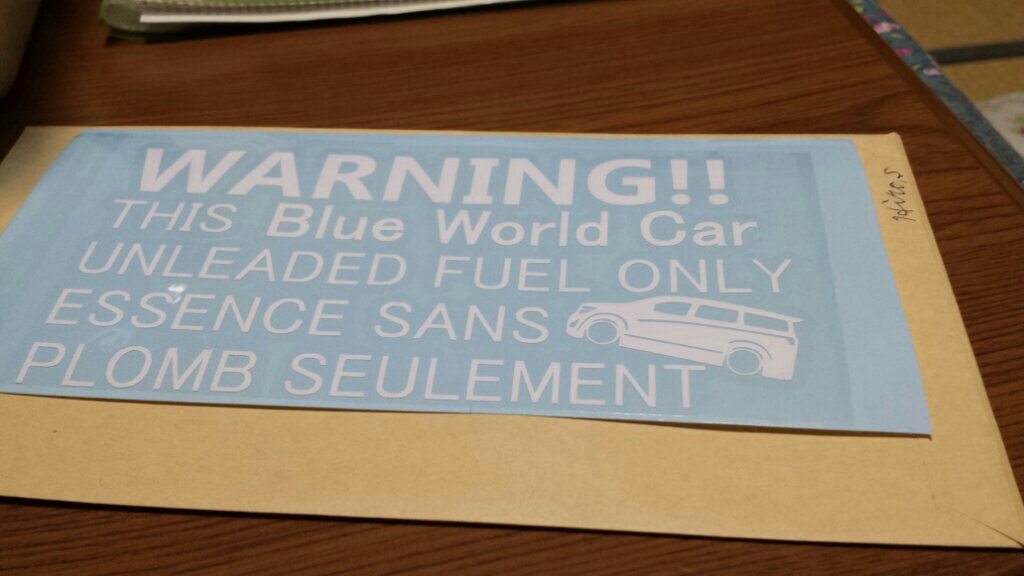 WARNING!!
THIS Blue World Car
UNLEADED FUEL ONLY
ESSENCE SANS
PLOMB SEULEMENT